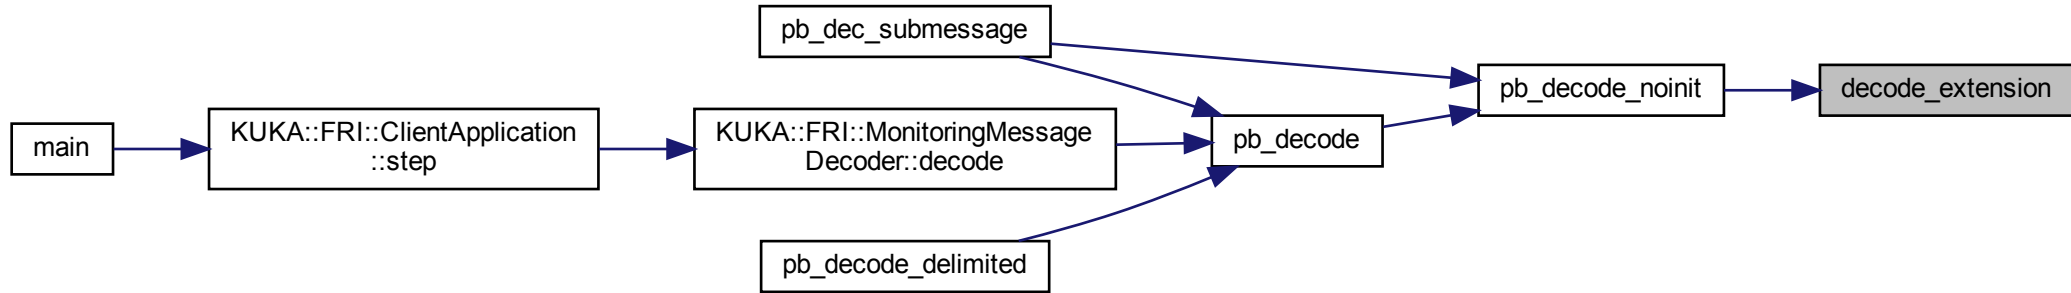 pb_dec_submessage
pb_decode_noinit
decode_extension
main
KUKA::FRI::ClientApplication
::step
KUKA::FRI::MonitoringMessage
Decoder::decode
pb_decode
pb_decode_delimited